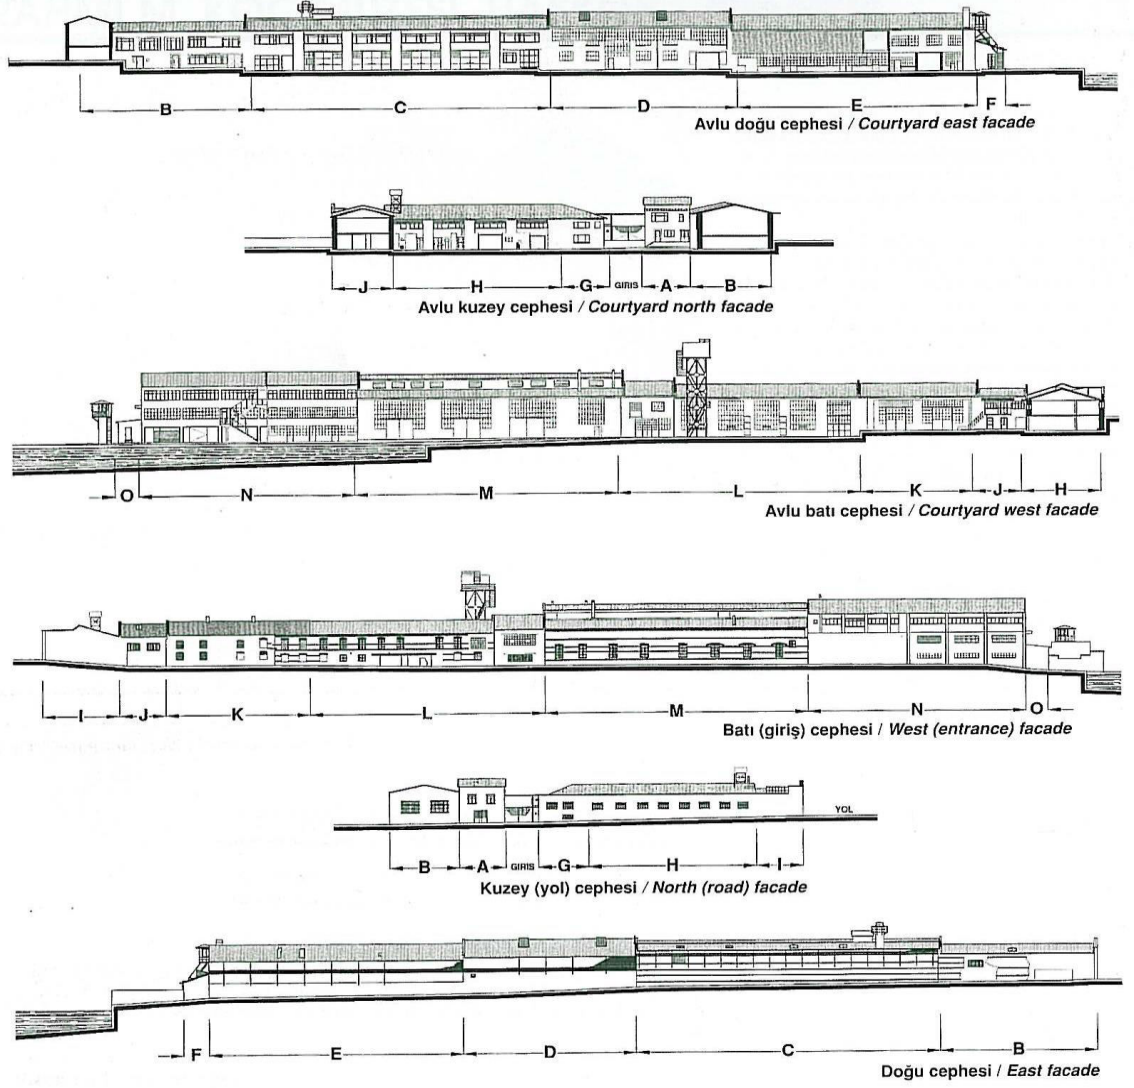 B C D E F
Avlu doğu cephesi / Courtyard east facade
J H G GIRIS A B
Avlu kuzey cephesi / Courtyard north facade
O N M L K J H
Avlu batı cephesi / Courtyard west facade
I J K L M N O
Batı (giriş) cephesi / West (entrance) facade
YOL
B A GIRIS G H I
Kuzey (yol) cephesi / North (road) facade
F E D C B
Doğu cephesi / East facade